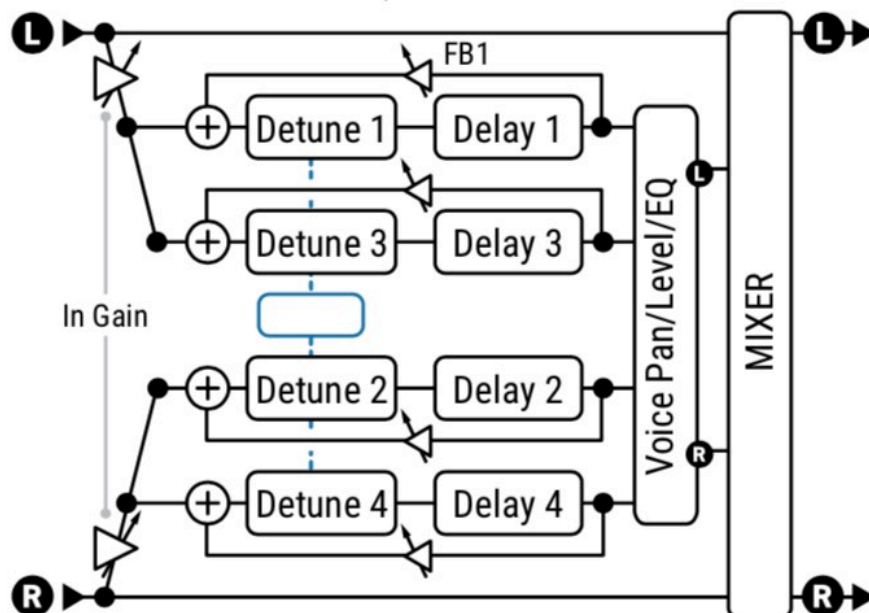 L
L
FB1
Detune 1
Delay 1
Detune 3
Delay 3
In Gain
Detune 2
Delay 2
Detune 4
Delay 4
Voice Pan/Level/EQ
L
R
MIXER
R
R